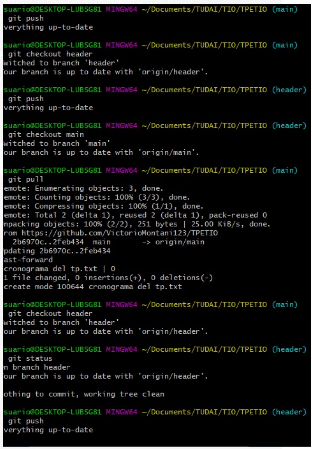 suario@DESKTOP-LUBSG81 MINGW64 ~/Documents/TUDAI/TIO/TPETIO (main)
git push
verything up-to-date
suario@DESKTOP-LUBSG81 MINGW64 ~/Documents/TUDAI/TIO/TPETIO (main)
git checkout header
witched to branch 'header'
our branch is up to date with 'origin/header'.
suario@DESKTOP-LUBSG81 MINGW64 ~/Documents/TUDAI/TIO/TPETIO (header)
git push
verything up-to-date
suario@DESKTOP-LUBSG81 MINGW64 ~/Documents/TUDAI/TIO/TPETIO (header)
git checkout main
witched to branch 'main'
our branch is up to date with 'origin/main'.
suario@DESKTOP-LUBSG81 MINGW64 ~/Documents/TUDAI/TIO/TPETIO (main)
git pull
emote: Enumerating objects: 3, done.
emote: Counting objects: 100% (3/3), done.
emote: Compressing objects: 100% (1/1), done.
emote: Total 2 (delta 1), reused 2 (delta 1), pack-reused 0
npacking objects: 100% (2/2), 251 bytes | 25.00 KiB/s, done.
rom https://github.com/VictorioMontani123/TPETIO
2b6970c..2feb434 main -> origin/main
pdating 2b6970c..2feb434
ast-forward
cronograma del tp.txt | 0
1 file changed, 0 insertions(+), 0 deletions(-)
create mode 100644 cronograma del tp.txt
suario@DESKTOP-LUBSG81 MINGW64 ~/Documents/TUDAI/TIO/TPETIO (main)
git checkout header
witched to branch 'header'
our branch is up to date with 'origin/header'.
suario@DESKTOP-LUBSG81 MINGW64 ~/Documents/TUDAI/TIO/TPETIO (header)
git status
n branch header
our branch is up to date with 'origin/header'.
othing to commit, working tree clean
suario@DESKTOP-LUBSG81 MINGW64 ~/Documents/TUDAI/TIO/TPETIO (header)
git push
verything up-to-date